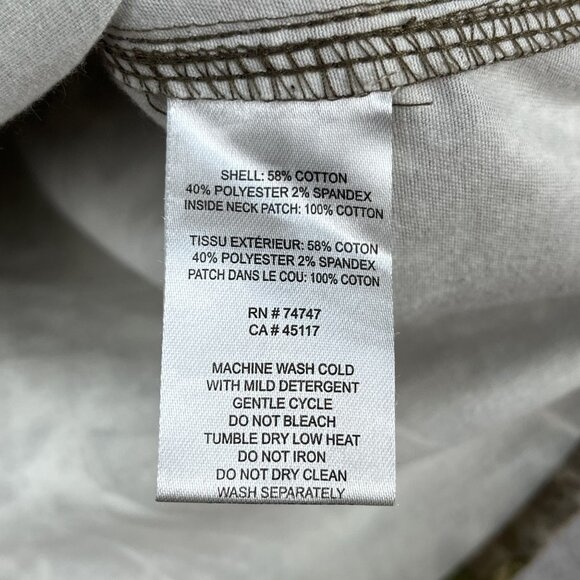 SHELL: 58% COTTON
40% POLYESTER 2% SPANDEX
INSIDE NECK PATCH: 100% COTTON
TISSU EXTÉRIEUR: 58% COTON
40% POLYESTER 2% SPANDEX
PATCH DANS LE COU: 100% COTON
RN # 74747
CA # 45117
MACHINE WASH COLD
WITH MILD DETERGENT
GENTLE CYCLE
DO NOT BLEACH
TUMBLE DRY LOW HEAT
DO NOT IRON
DO NOT DRY CLEAN
WASH SEPARATELY